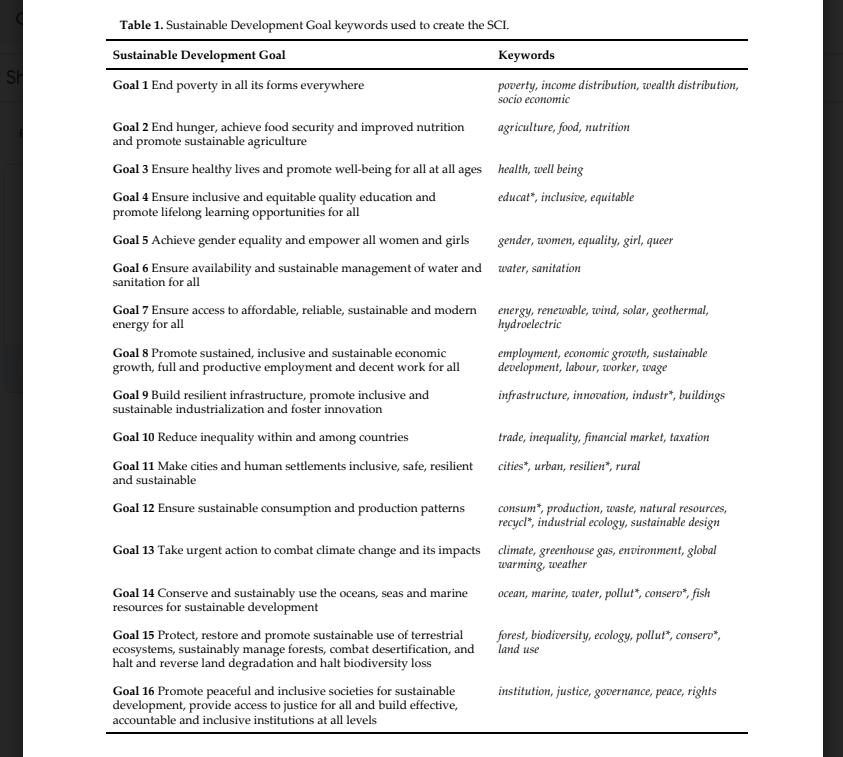 Table 1. Sustainable Development Goal keywords used to create the SCI.
Sustainable Development Goal Keywords
Goal 1 End poverty in all its forms everywhere poverty, income distribution, wealth distribution,
socio economic
Goal 2 End hunger, achieve food security and improved nutrition agriculture, food, nutrition
and promote sustainable agriculture
Goal 3 Ensure healthy lives and promote well-being for all at all ages health, well being
Goal 4 Ensure inclusive and equitable quality education and educat*, inclusive, equitable
promote lifelong learning opportunities for all
Goal 5 Achieve gender equality and empower all women and girls gender, women, equality, girl, queer
Goal 6 Ensure availability and sustainable management of water and water, sanitation
sanitation for all
Goal 7 Ensure access to affordable, reliable, sustainable and modern energy, renewable, wind, solar, geothermal,
energy for all hydroelectric
Goal 8 Promote sustained, inclusive and sustainable economic employment, economic growth, sustainable
growth, full and productive employment and decent work for all development, labour, worker, wage
Goal 9 Build resilient infrastructure, promote inclusive and infrastructure, innovation, industr*, buildings
sustainable industrialization and foster innovation
Goal 10 Reduce inequality within and among countries trade, inequality, financial market, taxation
Goal 11 Make cities and human settlements inclusive, safe, resilient cities*, urban, resilien*, rural
and sustainable
Goal 12 Ensure sustainable consumption and production patterns consum*, production, waste, natural resources,
recycl*, industrial ecology, sustainable design
Goal 13 Take urgent action to combat climate change and its impacts climate, greenhouse gas, environment, global
warming, weather
Goal 14 Conserve and sustainably use the oceans, seas and marine ocean, marine, water, pollut*, conserv*, fish
resources for sustainable development
Goal 15 Protect, restore and promote sustainable use of terrestrial forest, biodiversity, ecology, pollut*, conserv*,
ecosystems, sustainably manage forests, combat desertification, and land use
halt and reverse land degradation and halt biodiversity loss
Goal 16 Promote peaceful and inclusive societies for sustainable institution, justice, governance, peace, rights
development, provide access to justice for all and build effective,
accountable and inclusive institutions at all levels